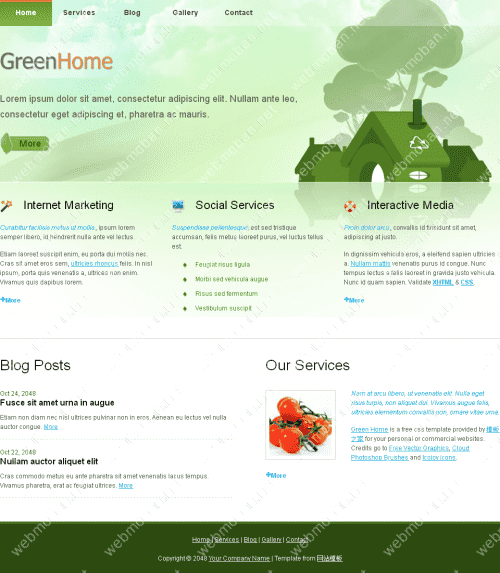 Home Services Blog Gallery Contact
GreenHome
Lorem ipsum dolor sit amet, consectetur adipiscing elit. Nullam ante leo,
consectetuer eget adipiscing et, pharetra ac mauris.
More
Internet Marketing
Curabitur facilisis metus ut mollis, ipsum lorem
semper libero, id hendrerit nulla ante vel lectus.
Etiam laoreet suscipit enim, eu porta dui mollis nec.
Cras sit amet eros sem, ultricies rhoncus felis. In nisl
ipsum, porta quis venenatis a, ultrices non enim.
Vivamus quis dapibus lorem.
More
Social Services
Suspendisse pellentesque, est sed tristique
accumsan, felis metus laoreet purus, vel luctus tellus
est.
Feugiat risus ligula
Morbi sed vehicula augue
Risus sed fermentum
Vestibulum suscipit
Interactive Media
Proin dolor arcu, convallis id tincidunt sit amet,
adipiscing at justo.
In dignissim vehicula eros, a eleifend sapien ultricies
a. Nullam mattis venenatis purus id congue. Nunc
tempus lectus a felis laoreet in gravida justo vehicula.
Nunc id quam sapien. Validate XHTML & CSS.
More
Blog Posts
Oct 24, 2048
Fusce sit amet urna in augue
Etiam non diam nec nisl ultrices pulvinar non in eros. Aenean eu lectus vel nulla
auctor congue. More
Oct 22, 2048
Nullam auctor aliquet elit
Cras commodo metus eu ante pharetra sit amet venenatis lacus tempus.
Vivamus pharetra, erat ac feugiat ultrices. More
Our Services
Nam at arcu libero, ut venenatis elit. Nulla eget
risus turpis, non aliquet dui. Vivamus augue felis,
ultricies elementum convallis non, ornare vitae urna.
Green Home is a free css template provided by 模板
之家 for your personal or commercial websites.
Credits go to Free Vector Graphics, Cloud
Photoshop Brushes and Icojoy icons.
More
Home | Services | Blog | Gallery | Contact
Copyright © 2048 Your Company Name | Template from 网站模板
webmoban.net